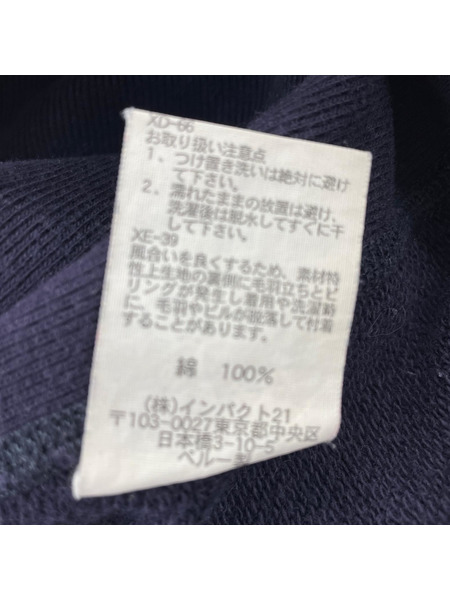 XD-66
お取り扱い注意点
1. つけ置き洗いは絶対に避け
て下さい。
2. 濡れたままの放置は避け、
洗濯後は脱水してすぐに干
して下さい。
XE-39
風合いを良くするため、素材特
性上生地の裏側に毛羽立ちとピ
リングが発生し着用や洗濯時
に、毛羽やピルが脱落して付着
することがあります。
綿 100%
(株)インパクト21
〒103-0027東京都中央区
日本橋3-10-5
ペルー製